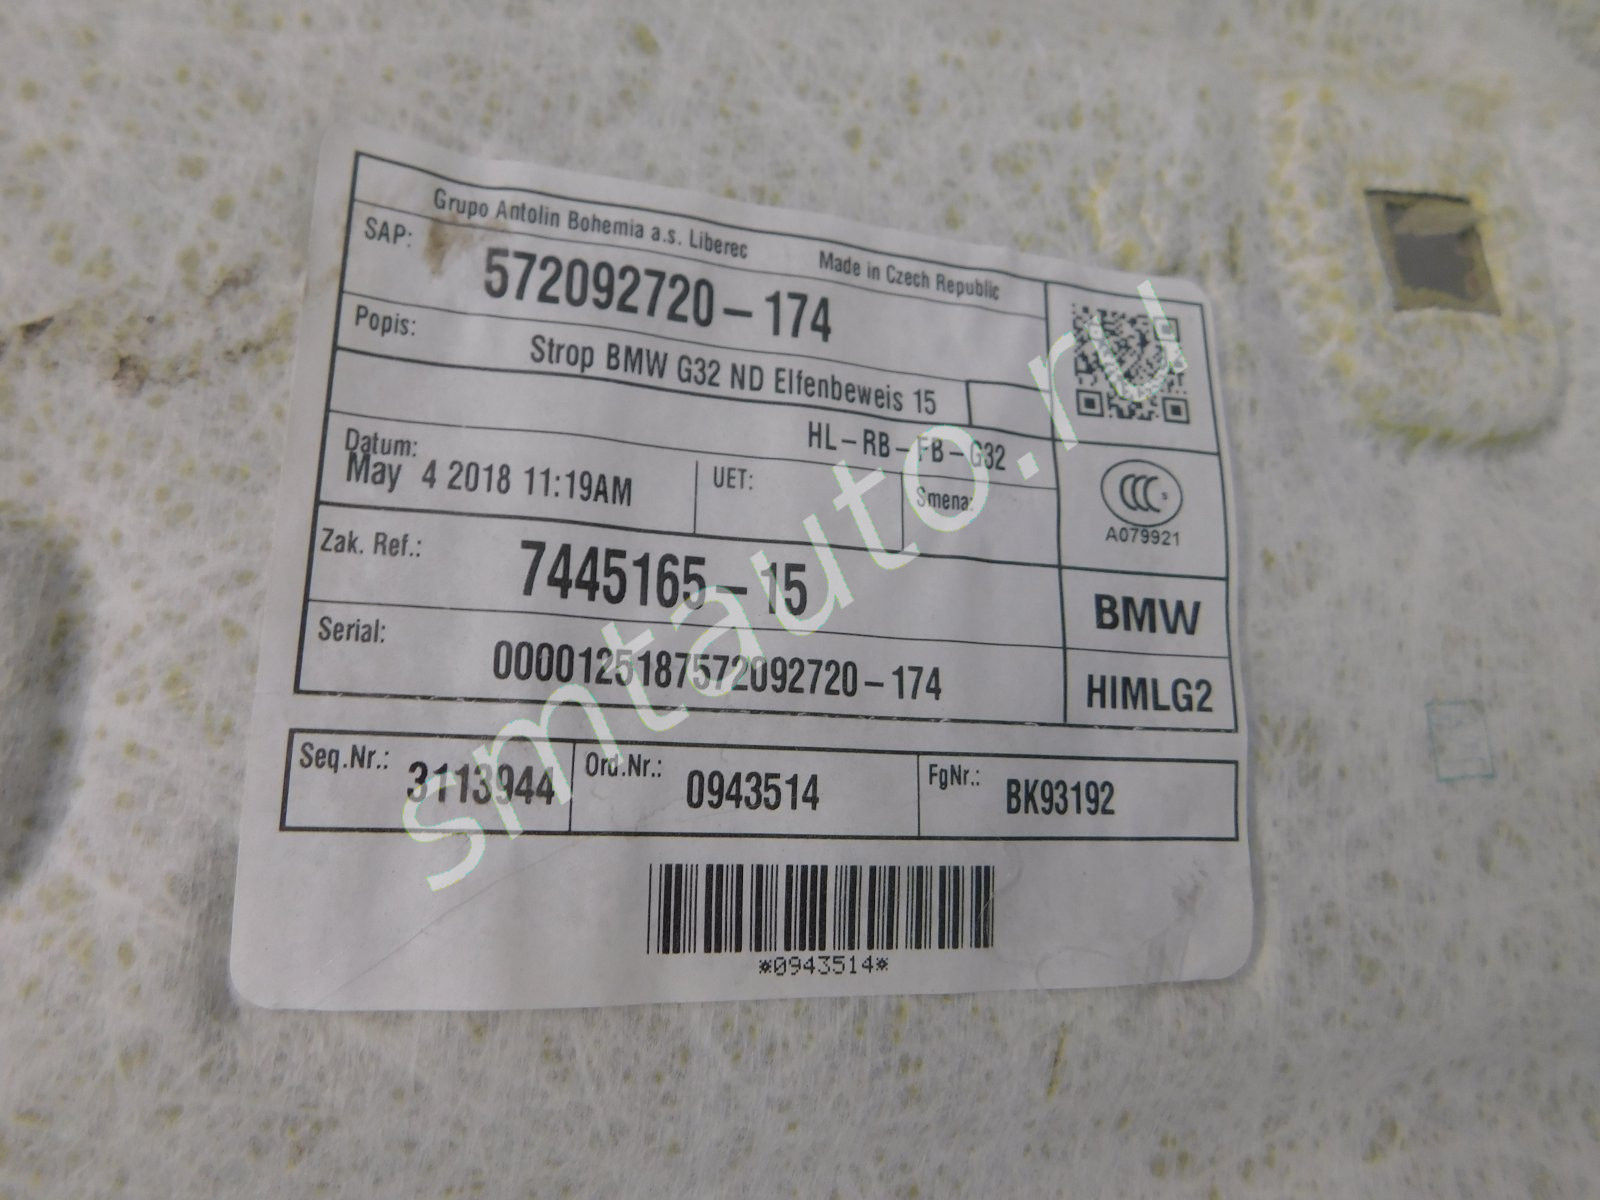 Grupo Antolin Bohemia a.s. Liberec Made in Czech Republic
SAP: 572092720-174
Popis: Strop BMW G32 ND Elfenbeweis 15
HL-RB-FB-G32
Datum: UET: Smena:
May 4 2018 11:19AM
CCC S
A079921
Zak. Ref.: 7445165-15
BMW
Serial: 0000125187572092720-174
HIMLG2
Seq.Nr.: 3113944 Ord.Nr.: 0943514 FgNr.: BK93192
*0943514*
smtauto.ru